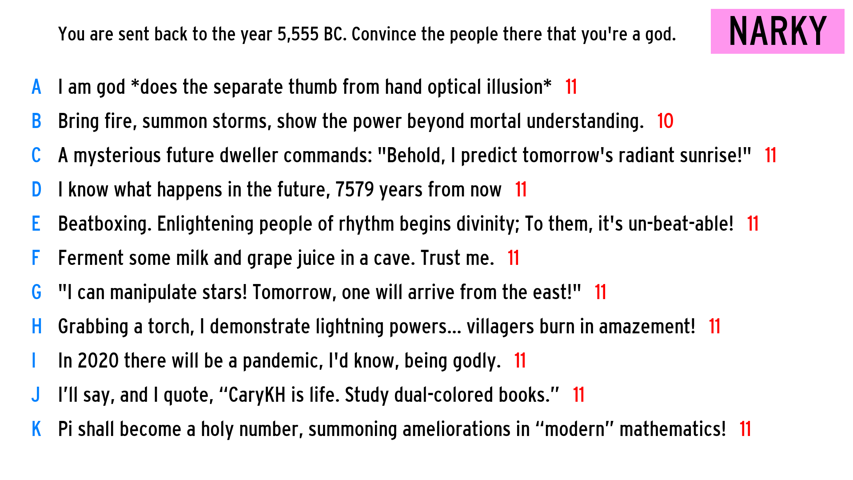 You are sent back to the year 5,555 BC. Convince the people there that you're a god.
NARKY
A I am god *does the separate thumb from hand optical illusion* 11
B Bring fire, summon storms, show the power beyond mortal understanding. 10
C A mysterious future dweller commands: "Behold, I predict tomorrow's radiant sunrise!" 11
D I know what happens in the future, 7579 years from now 11
E Beatboxing. Enlightening people of rhythm begins divinity; To them, it's un-beat-able! 11
F Ferment some milk and grape juice in a cave. Trust me. 11
G "I can manipulate stars! Tomorrow, one will arrive from the east!" 11
H Grabbing a torch, I demonstrate lightning powers... villagers burn in amazement! 11
I In 2020 there will be a pandemic, I'd know, being godly. 11
J I’ll say, and I quote, “CaryKH is life. Study dual-colored books.” 11
K Pi shall become a holy number, summoning ameliorations in “modern” mathematics! 11